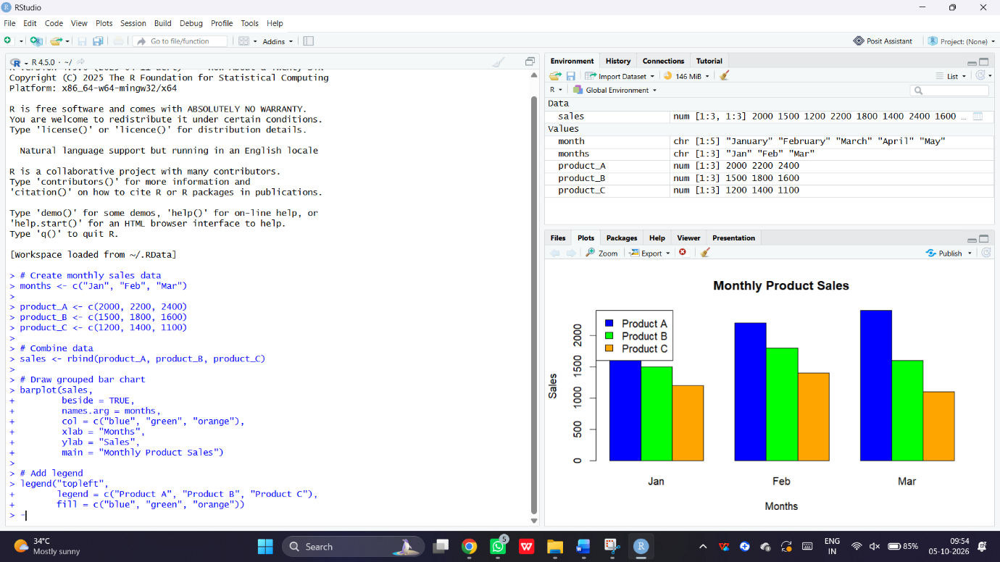 RStudio
File Edit Code View Plots Session Build Debug Profile Tools Help
Go to file/function Addins Posit Assistant Project: (None)
R 4.5.0 · ~/
Copyright (C) 2025 The R Foundation for Statistical Computing
Platform: x86_64-w64-mingw32/x64
R is free software and comes with ABSOLUTELY NO WARRANTY.
You are welcome to redistribute it under certain conditions.
Type 'license()' or 'licence()' for distribution details.
Natural language support but running in an English locale
R is a collaborative project with many contributors.
Type 'contributors()' for more information and
'citation()' on how to cite R or R packages in publications.
Type 'demo()' for some demos, 'help()' for on-line help, or
'help.start()' for an HTML browser interface to help.
Type 'q()' to quit R.
[Workspace loaded from ~/.RData]
> # Create monthly sales data
> months <- c("Jan", "Feb", "Mar")
>
> product_A <- c(2000, 2200, 2400)
> product_B <- c(1500, 1800, 1600)
> product_C <- c(1200, 1400, 1100)
>
> # Combine data
> sales <- rbind(product_A, product_B, product_C)
>
> # Draw grouped bar chart
> barplot(sales,
+ beside = TRUE,
+ names.arg = months,
+ col = c("blue", "green", "orange"),
+ xlab = "Months",
+ ylab = "Sales",
+ main = "Monthly Product Sales")
>
> # Add legend
> legend("topleft",
+ legend = c("Product A", "Product B", "Product C"),
+ fill = c("blue", "green", "orange"))
> -
Environment History Connections Tutorial
Import Dataset 146 MiB List
R Global Environment
Data
sales num [1:3, 1:3] 2000 1500 1200 2200 1800 1400 2400 1600 ...
Values
month chr [1:5] "January" "February" "March" "April" "May"
months chr [1:3] "Jan" "Feb" "Mar"
product_A num [1:3] 2000 2200 2400
product_B num [1:3] 1500 1800 1600
product_C num [1:3] 1200 1400 1100
Files Plots Packages Help Viewer Presentation
Zoom Export Publish
Monthly Product Sales
Product A
Product B
Product C
Sales
2000
1500
1000
500
0
Jan Feb Mar
Months
34°C
Mostly sunny
Search
5
ENG
IN
85%
09:54
05-10-2026